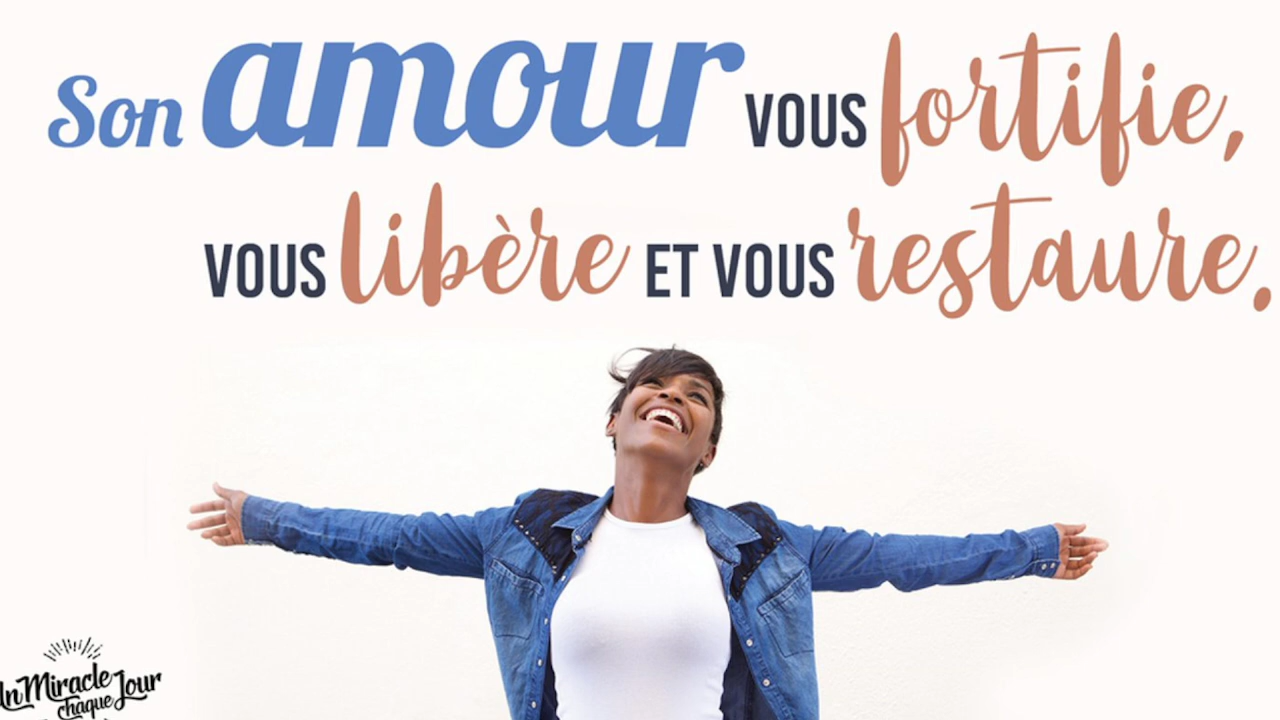 Son amour VOUS fortifie,
VOUS libère ET VOUS restaure.
Un Miracle
chaque Jour